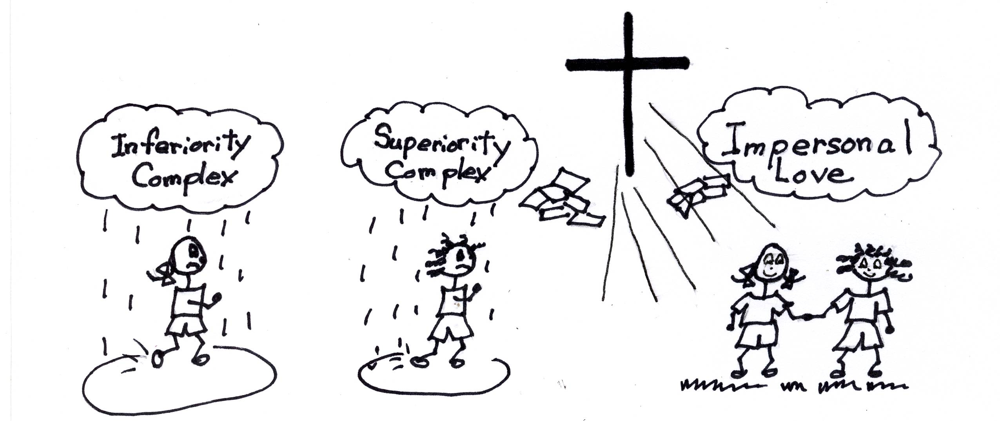 Inferiority
Complex
Superiority
Complex
Impersonal
Love